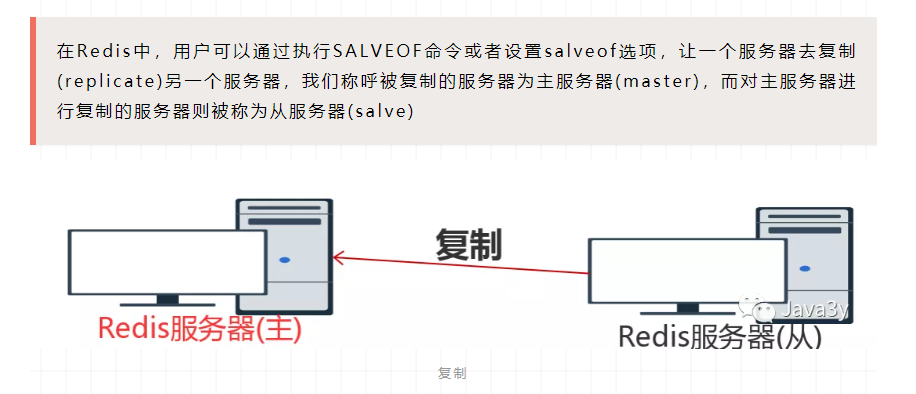 在Redis中，用户可以通过执行SALVEOF命令或者设置salveof选项，让一个服务器去复制
(replicate)另一个服务器，我们称呼被复制的服务器为主服务器(master)，而对主服务器进
行复制的服务器则被称为从服务器(salve)
复制
Redis服务器(主)
Java3y
Redis服务器(从)
复制